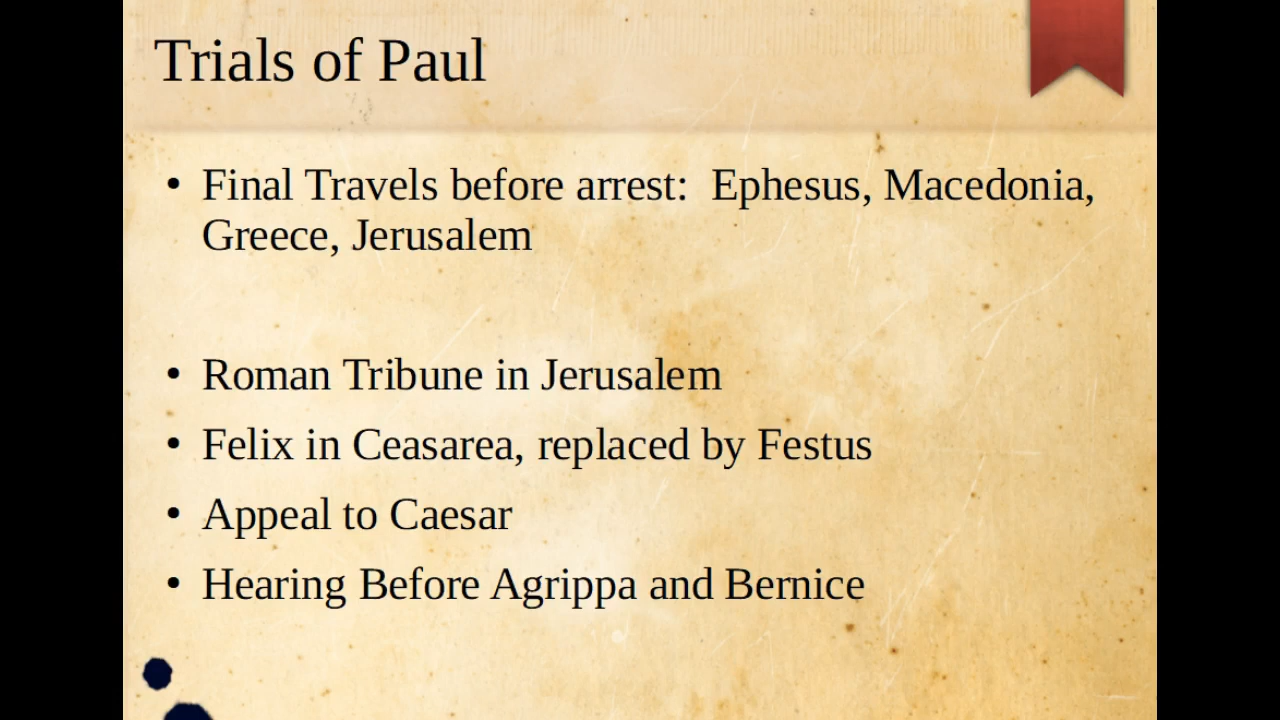 Trials of Paul
• Final Travels before arrest:  Ephesus, Macedonia,
Greece, Jerusalem
• Roman Tribune in Jerusalem
• Felix in Ceasarea, replaced by Festus
• Appeal to Caesar
• Hearing Before Agrippa and Bernice